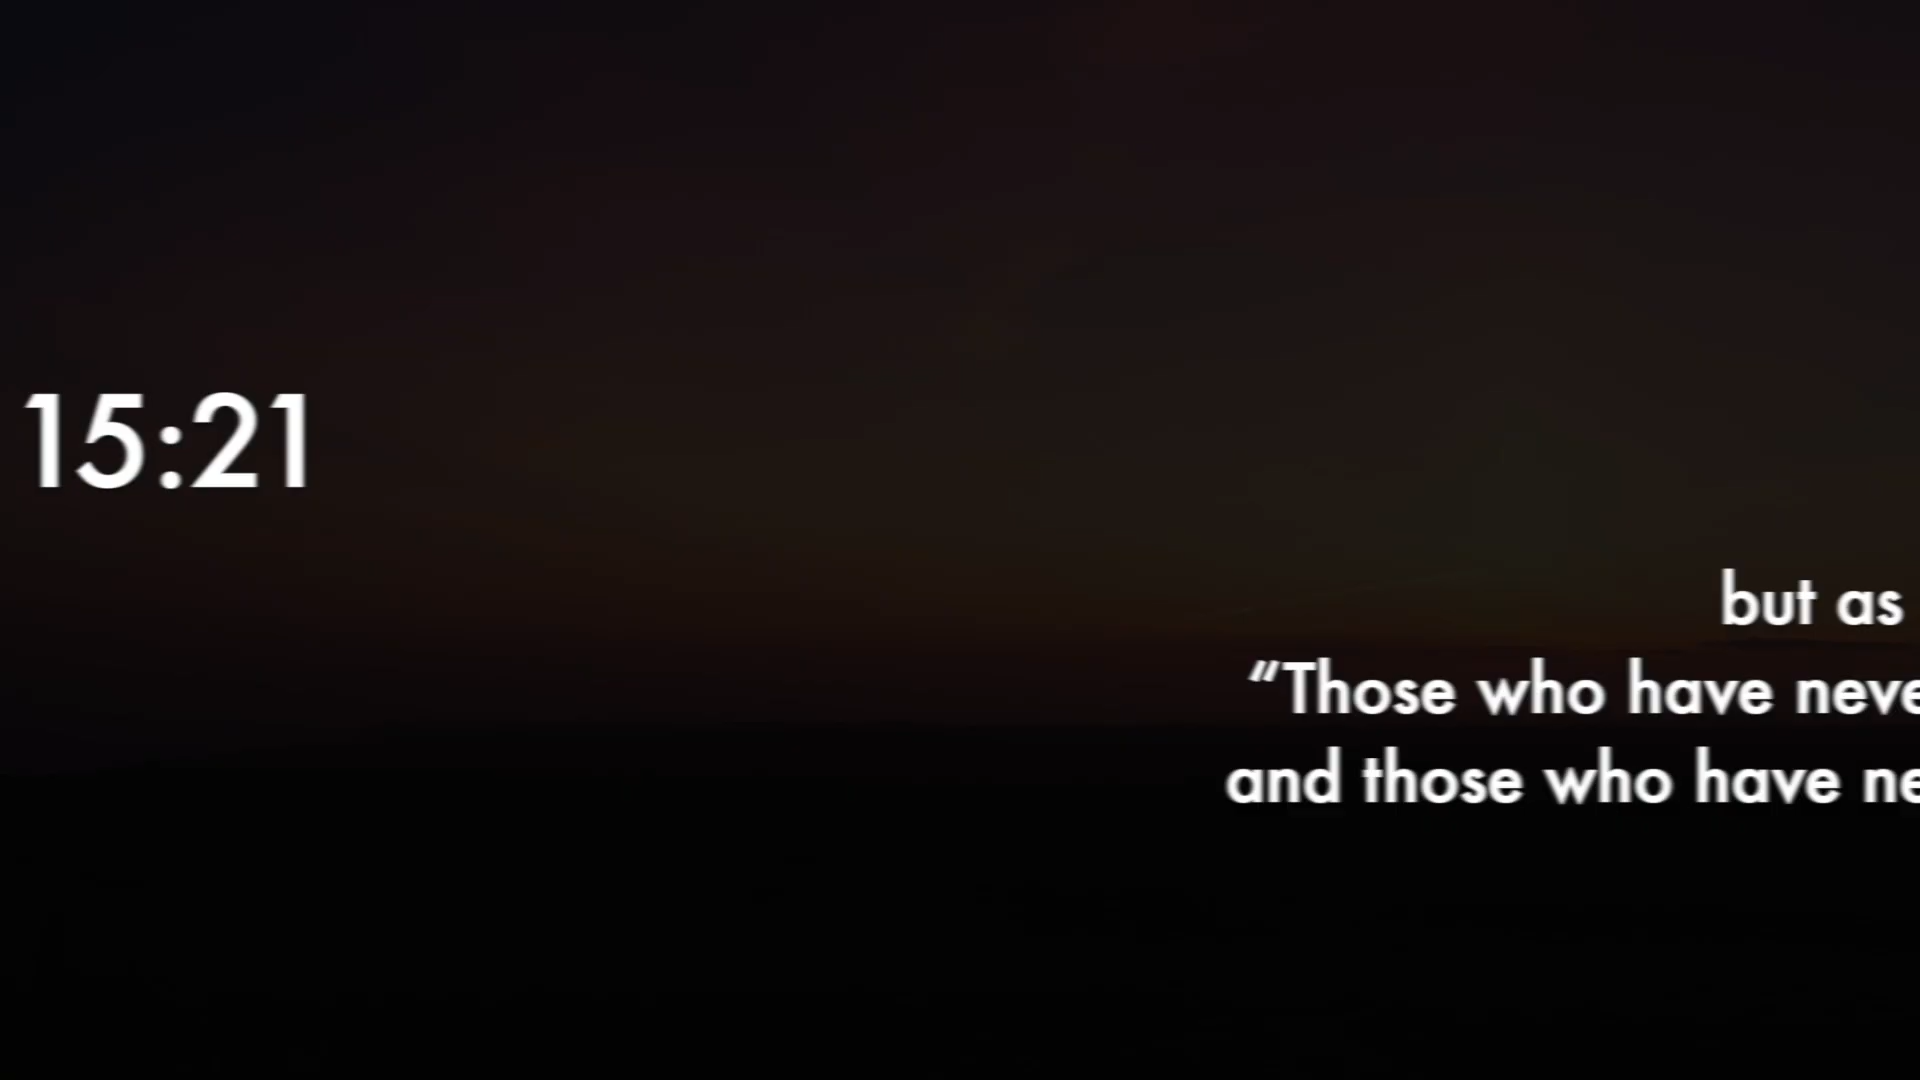 15:21
but as
“Those who have neve
and those who have ne